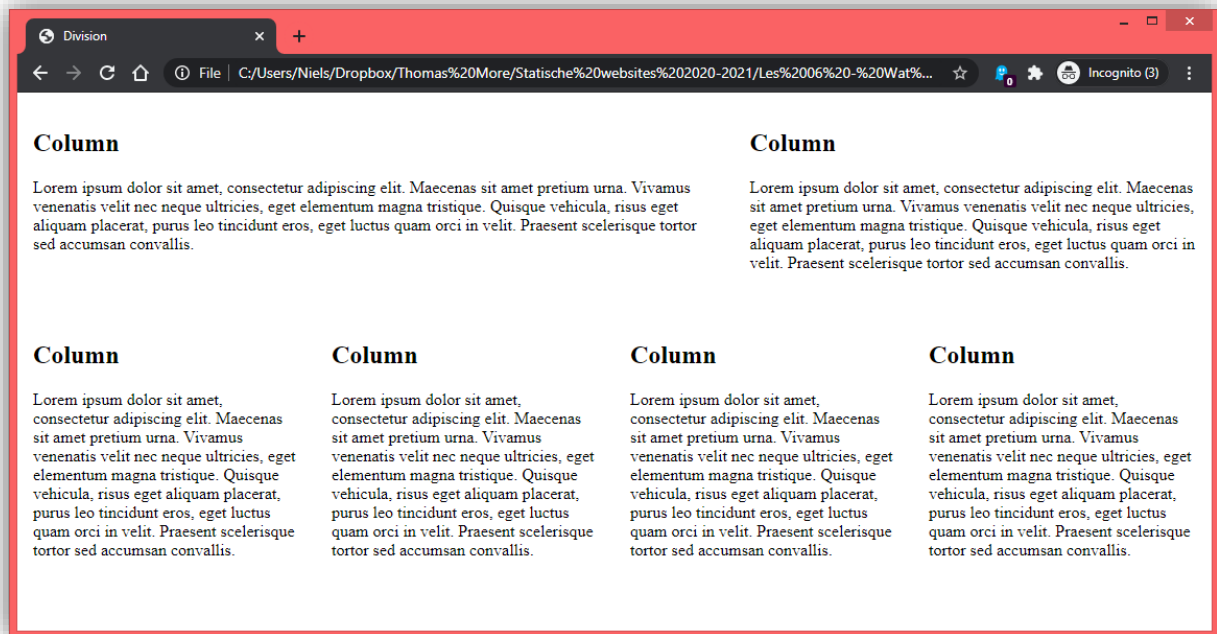 Division
File | C:/Users/Niels/Dropbox/Thomas%20More/Statische%20websites%202020-2021/Les%2006%20-%20Wat%...
0
Incognito (3)
Column
Lorem ipsum dolor sit amet, consectetur adipiscing elit. Maecenas sit amet pretium urna. Vivamus
venenatis velit nec neque ultricies, eget elementum magna tristique. Quisque vehicula, risus eget
aliquam placerat, purus leo tincidunt eros, eget luctus quam orci in velit. Praesent scelerisque tortor
sed accumsan convallis.
Column
Lorem ipsum dolor sit amet, consectetur adipiscing elit. Maecenas
sit amet pretium urna. Vivamus venenatis velit nec neque ultricies,
eget elementum magna tristique. Quisque vehicula, risus eget
aliquam placerat, purus leo tincidunt eros, eget luctus quam orci in
velit. Praesent scelerisque tortor sed accumsan convallis.
Column
Lorem ipsum dolor sit amet,
consectetur adipiscing elit. Maecenas
sit amet pretium urna. Vivamus
venenatis velit nec neque ultricies, eget
elementum magna tristique. Quisque
vehicula, risus eget aliquam placerat,
purus leo tincidunt eros, eget luctus
quam orci in velit. Praesent scelerisque
tortor sed accumsan convallis.
Column
Lorem ipsum dolor sit amet,
consectetur adipiscing elit. Maecenas
sit amet pretium urna. Vivamus
venenatis velit nec neque ultricies, eget
elementum magna tristique. Quisque
vehicula, risus eget aliquam placerat,
purus leo tincidunt eros, eget luctus
quam orci in velit. Praesent scelerisque
tortor sed accumsan convallis.
Column
Lorem ipsum dolor sit amet,
consectetur adipiscing elit. Maecenas
sit amet pretium urna. Vivamus
venenatis velit nec neque ultricies, eget
elementum magna tristique. Quisque
vehicula, risus eget aliquam placerat,
purus leo tincidunt eros, eget luctus
quam orci in velit. Praesent scelerisque
tortor sed accumsan convallis.
Column
Lorem ipsum dolor sit amet,
consectetur adipiscing elit. Maecenas
sit amet pretium urna. Vivamus
venenatis velit nec neque ultricies, eget
elementum magna tristique. Quisque
vehicula, risus eget aliquam placerat,
purus leo tincidunt eros, eget luctus
quam orci in velit. Praesent scelerisque
tortor sed accumsan convallis.